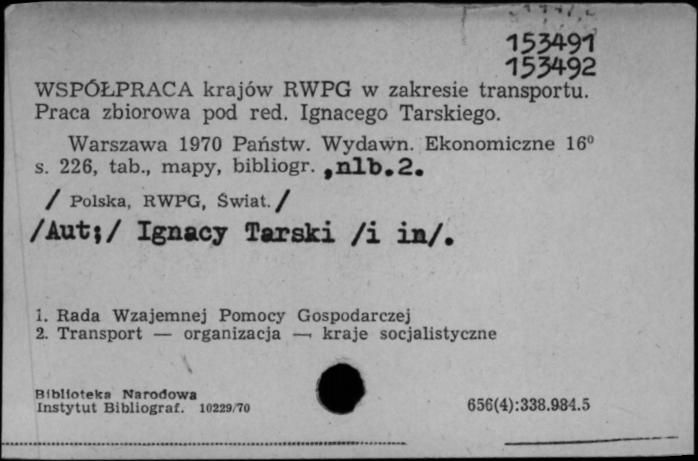 153491
153492
WSPÓŁPRACA krajów RWPG w zakresie transportu.
Praca zbiorowa pod red. Ignacego Tarskiego.
Warszawa 1970 Państw. Wydawn. Ekonomiczne 16°
s. 226, tab., mapy, bibliogr. ,nlb.2.
/ Polska, RWPG, Świat. /
/Aut;/ Ignacy Tarski /i in/.
1. Rada Wzajemnej Pomocy Gospodarczej
2. Transport — organizacja — kraje socjalistyczne
Biblioteka Narodowa
Instytut Bibliograf. 10229/70
656(4):338.984.5